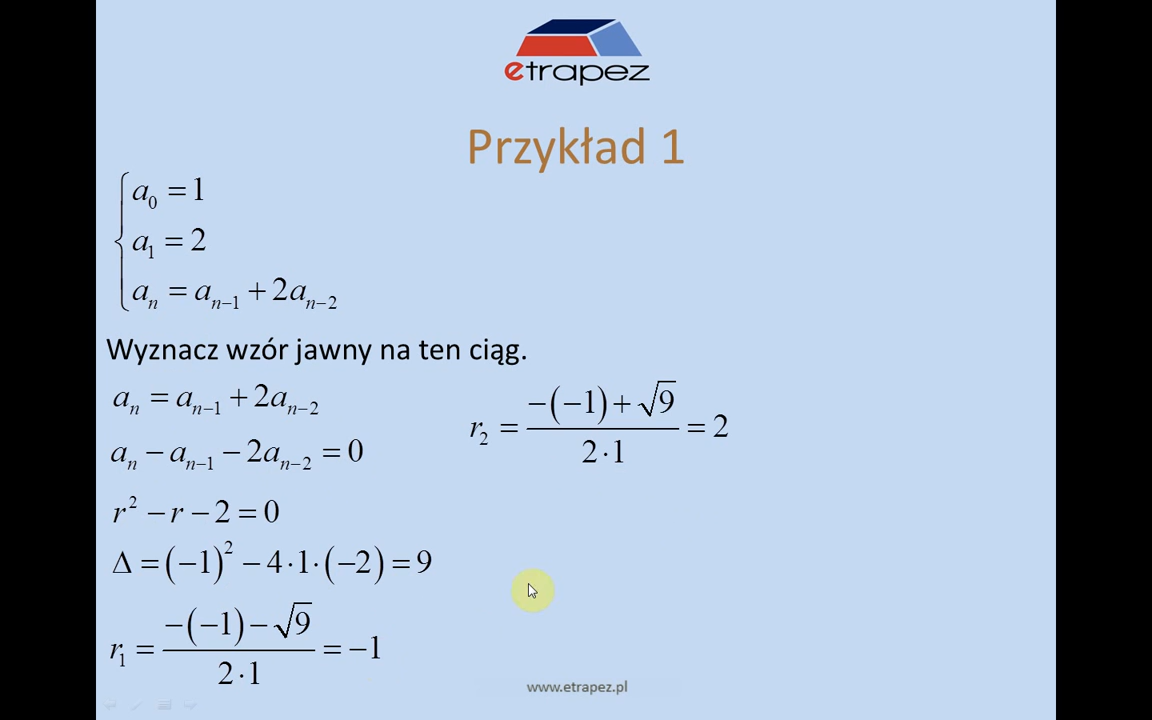 etrapez
Przykład 1
a₀ = 1
a₁ = 2
aₙ = aₙ₋₁ + 2aₙ₋₂
Wyznacz wzór jawny na ten ciąg.
aₙ = aₙ₋₁ + 2aₙ₋₂
aₙ − aₙ₋₁ − 2aₙ₋₂ = 0
r² − r − 2 = 0
Δ = (−1)² − 4·1·(−2) = 9
r₁ = (−(−1) − √9) / (2·1) = −1
r₂ = (−(−1) + √9) / (2·1) = 2
www.etrapez.pl